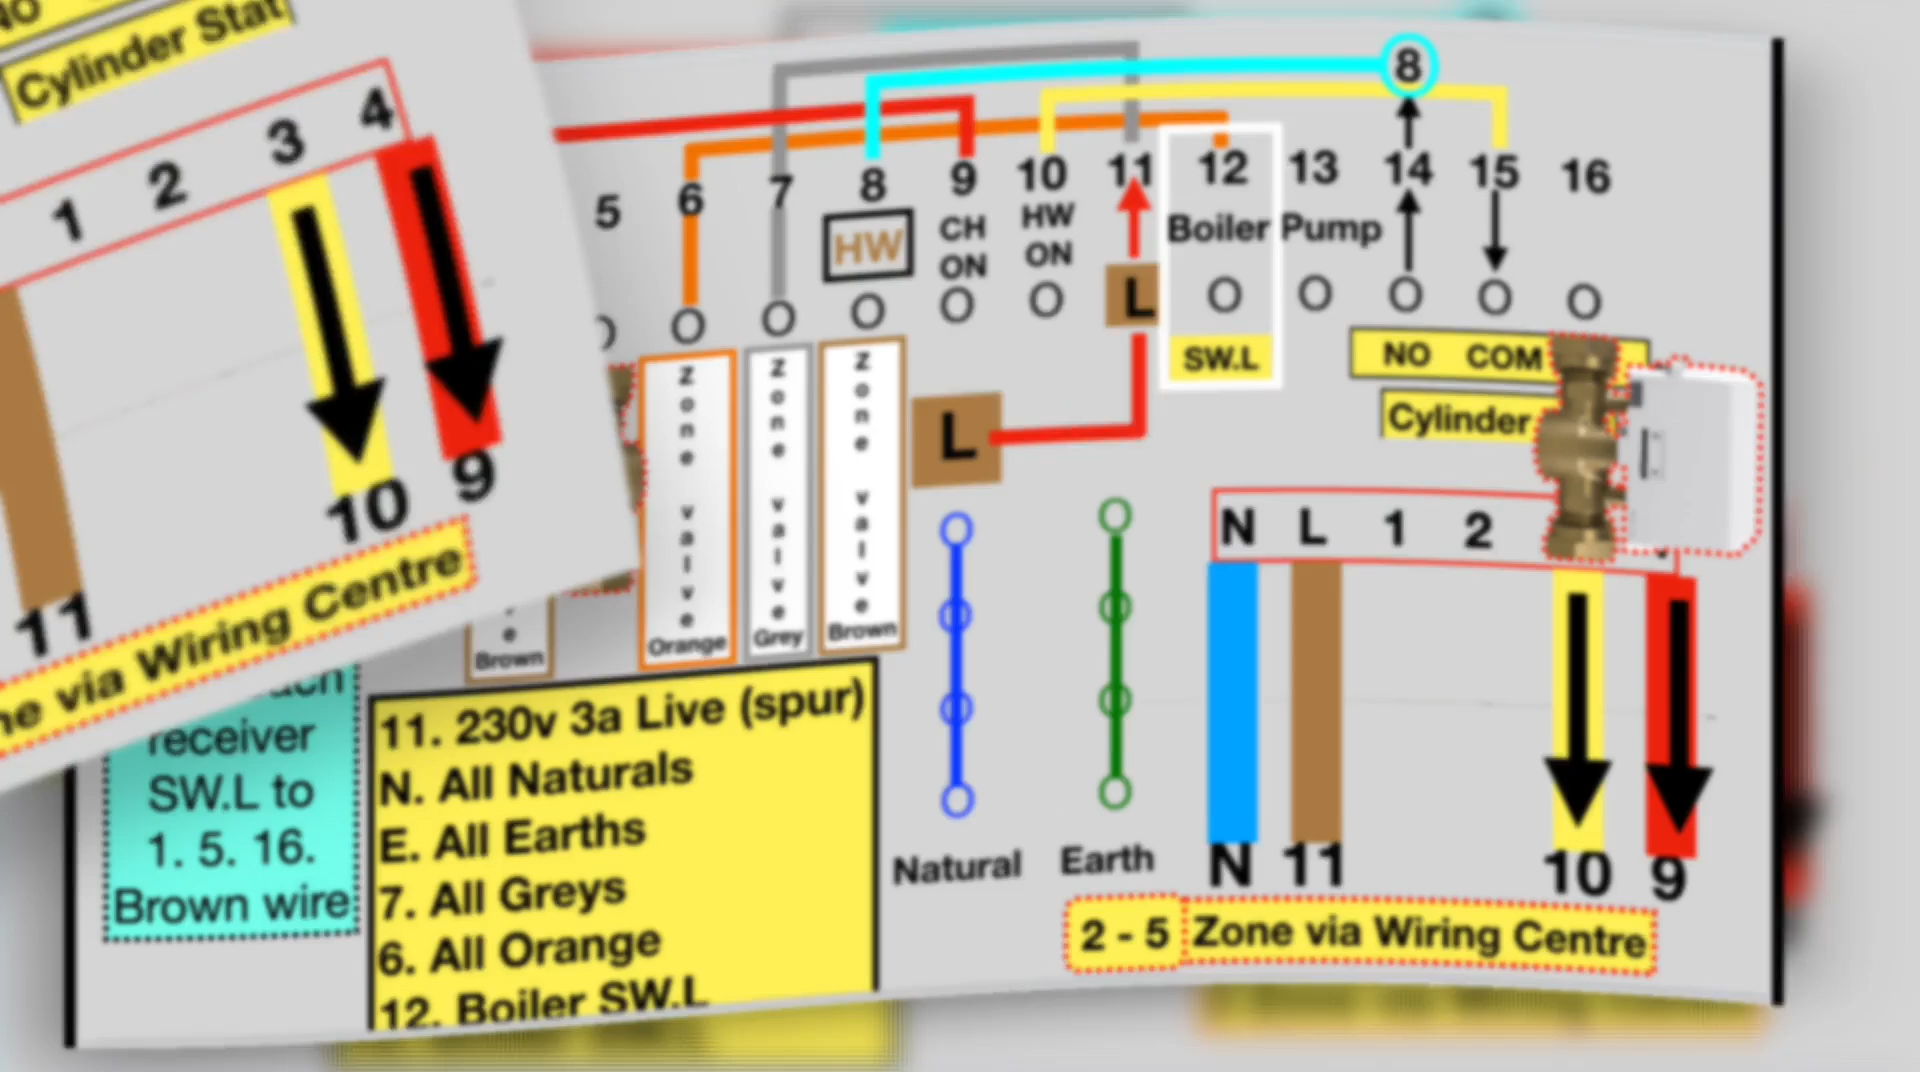 NO
Cylinder Stat
1 2 3 4
11
10
9
ne via Wiring Centre
receiver
SW.L to
1. 5. 16.
Brown wire
8
5 6 7 8 9 10 11 12 13 14 15 16
HW
CH
ON
HW
ON
Boiler
Pump
L
SW.L
NO COM
Cylinder
L
Zone valve
Orange
Zone valve
Grey
Zone valve
Brown
e
Brown
11. 230v 3a Live (spur)
N. All Naturals
E. All Earths
7. All Greys
6. All Orange
12. Boiler SW.L
Natural
Earth
N L 1 2
N 11 10 9
2 - 5 Zone via Wiring Centre